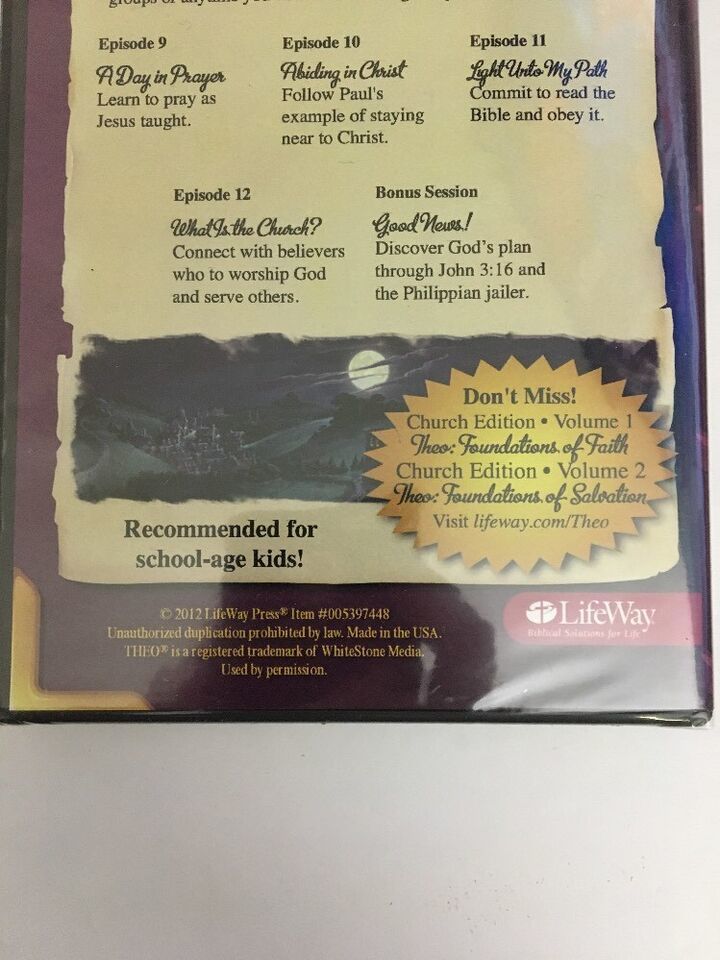 Episode 9
A Day in Prayer
Learn to pray as
Jesus taught.
Episode 10
Abiding in Christ
Follow Paul's
example of staying
near to Christ.
Episode 11
Light Unto My Path
Commit to read the
Bible and obey it.
Episode 12
What Is the Church?
Connect with believers
who to worship God
and serve others.
Bonus Session
Good News!
Discover God's plan
through John 3:16 and
the Philippian jailer.
Don't Miss!
Church Edition • Volume 1
Theo: Foundations of Faith
Church Edition • Volume 2
Theo: Foundations of Salvation
Visit lifeway.com/Theo
Recommended for
school-age kids!
© 2012 LifeWay Press® Item #005397448
Unauthorized duplication prohibited by law. Made in the USA.
THEO® is a registered trademark of WhiteStone Media.
Used by permission.
LifeWay
Biblical Solutions for Life™